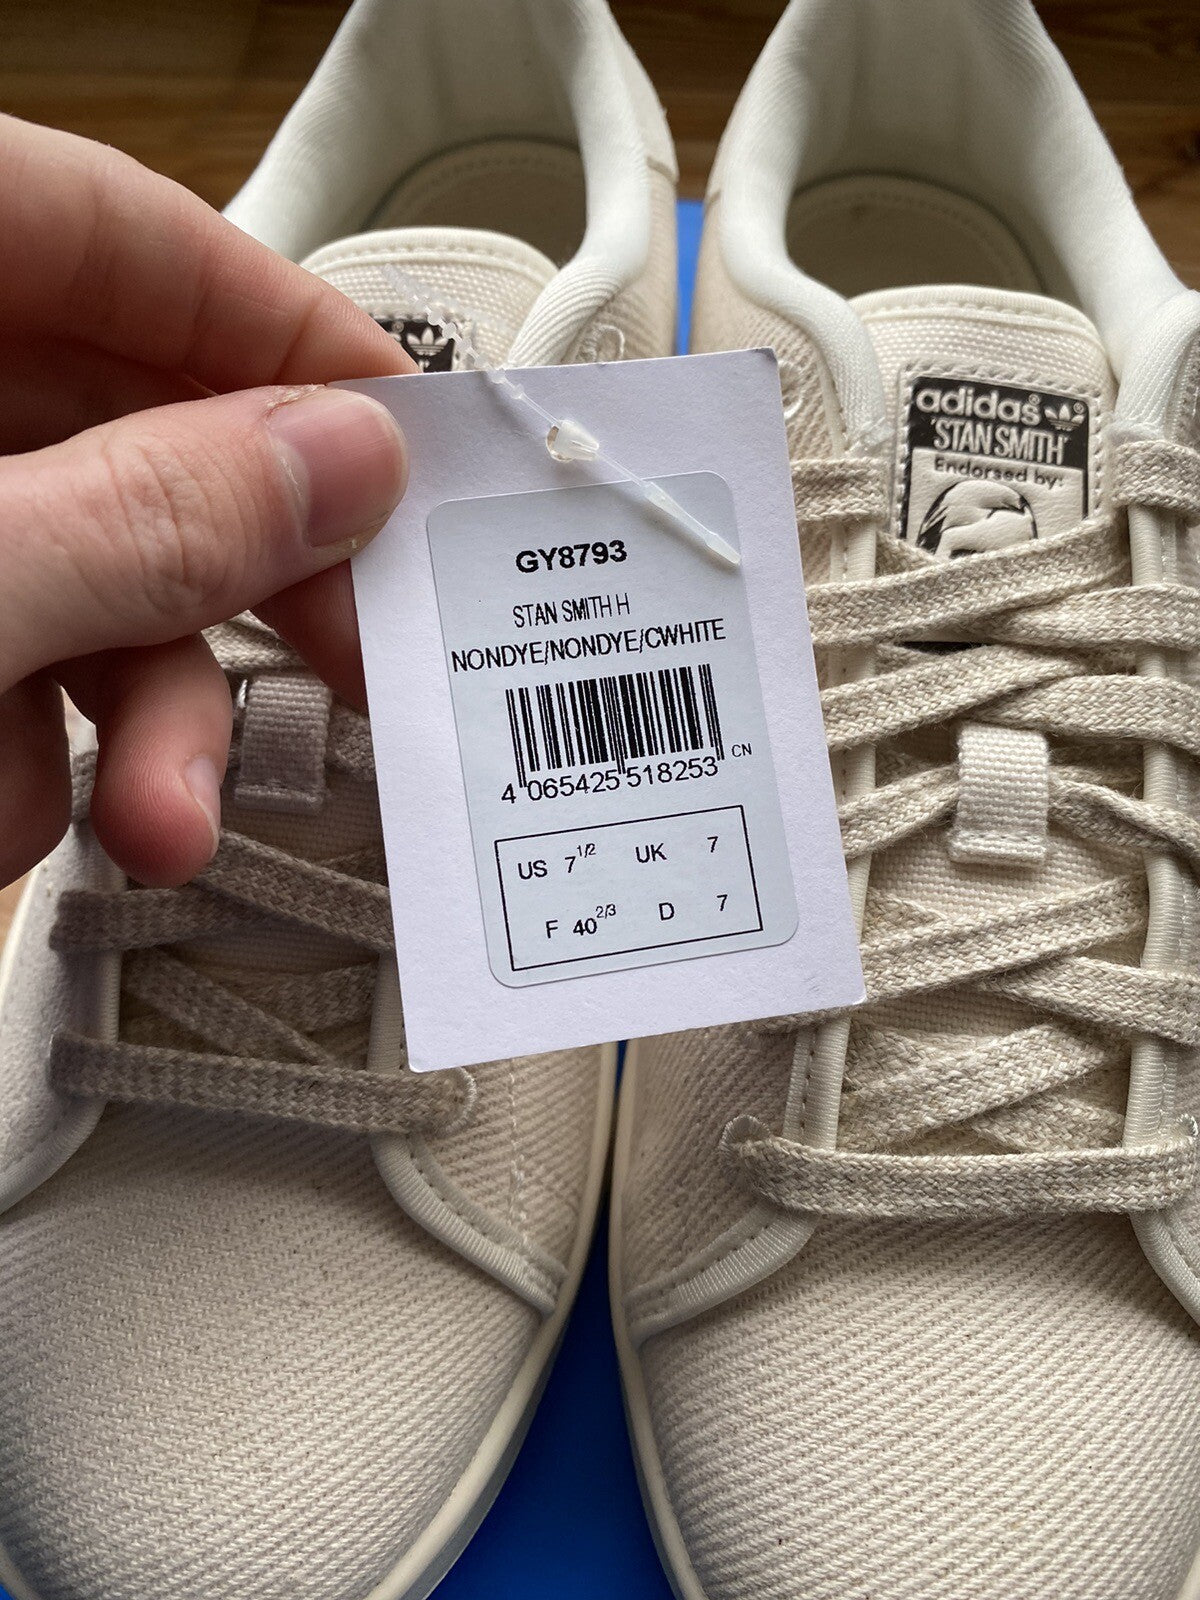 GY8793
STAN SMITH H
NONDYE/NONDYE/CWHITE
4 065425 518253 CN
US 7 1/2 UK 7
F 40 2/3 D 7
adidas
"STAN SMITH"
Endorsed by: